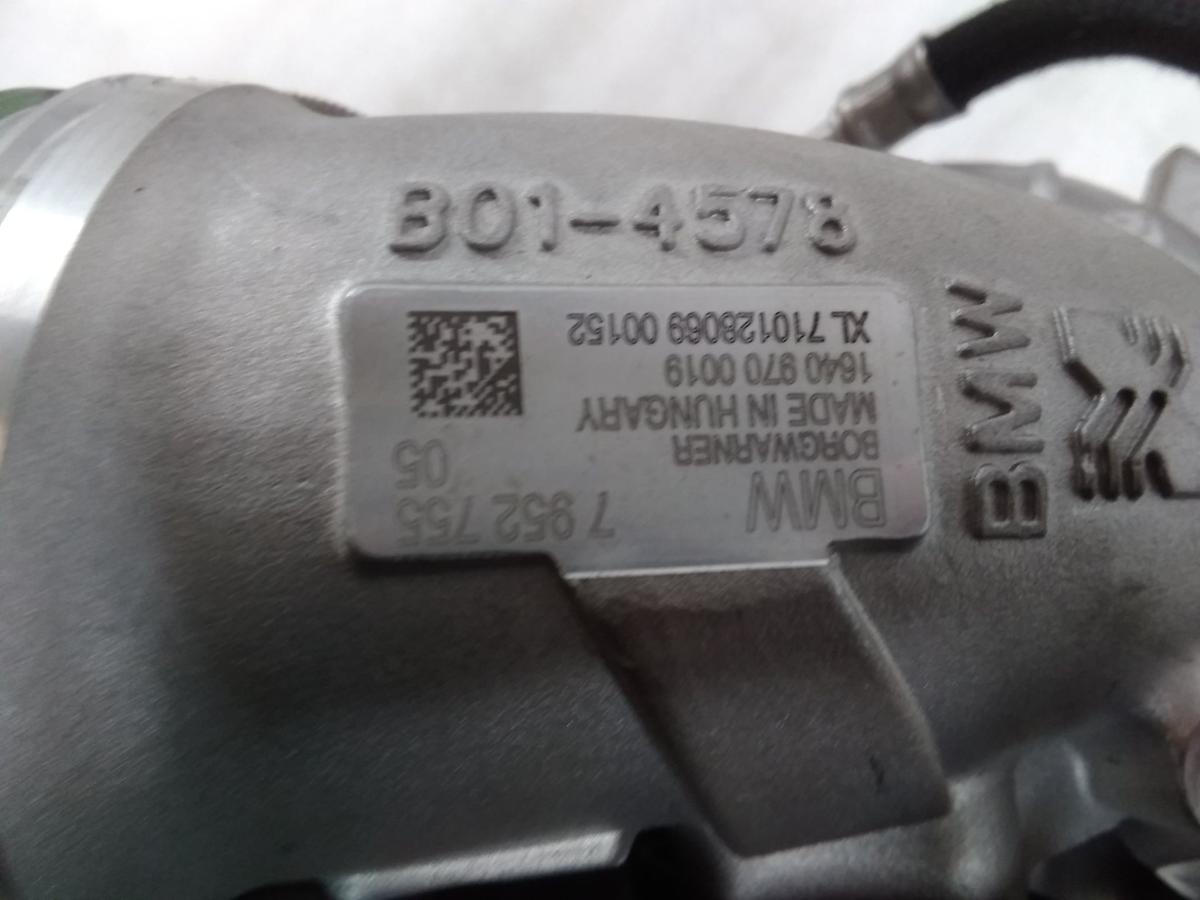 B01-4578
BMW
7 952 755
05
BORGWARNER
MADE IN HUNGARY
1640 970 0019
XL 710128069 00152
BMW